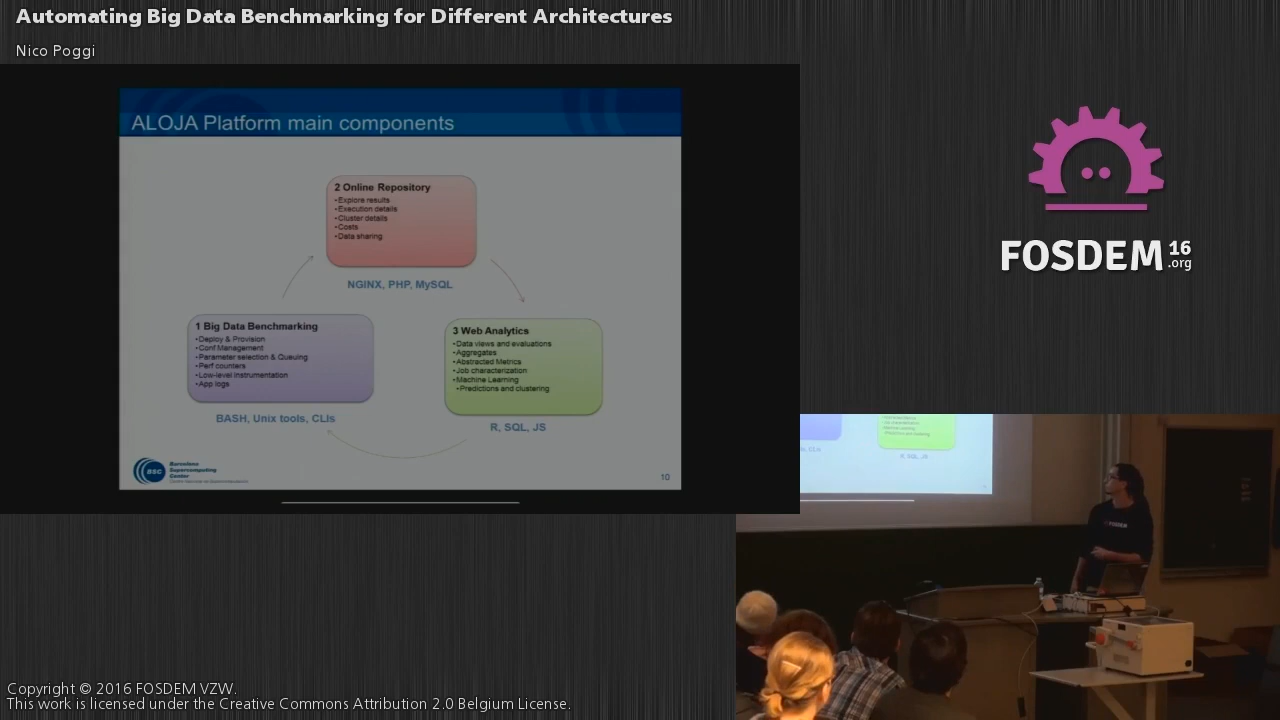 Automating Big Data Benchmarking for Different Architectures
Nico Poggi
ALOJA Platform main components
2 Online Repository
•Explore results
•Execution details
•Cluster details
•Costs
•Data sharing
NGINX, PHP, MySQL
1 Big Data Benchmarking
•Deploy & Provision
•Conf Management
•Parameter selection & Queuing
•Perf counters
•Low-level instrumentation
•App logs
BASH, Unix tools, CLIs
3 Web Analytics
•Data views and evaluations
•Aggregates
•Abstracted Metrics
•Job characterization
•Machine Learning
•Predictions and clustering
R, SQL, JS
BSC
Barcelona
Supercomputing
Center
Centro Nacional de Supercomputación
10
FOSDEM 16
.org
R, SQL, JS
FOSDEM
Copyright © 2016 FOSDEM VZW.
This work is licensed under the Creative Commons Attribution 2.0 Belgium License.